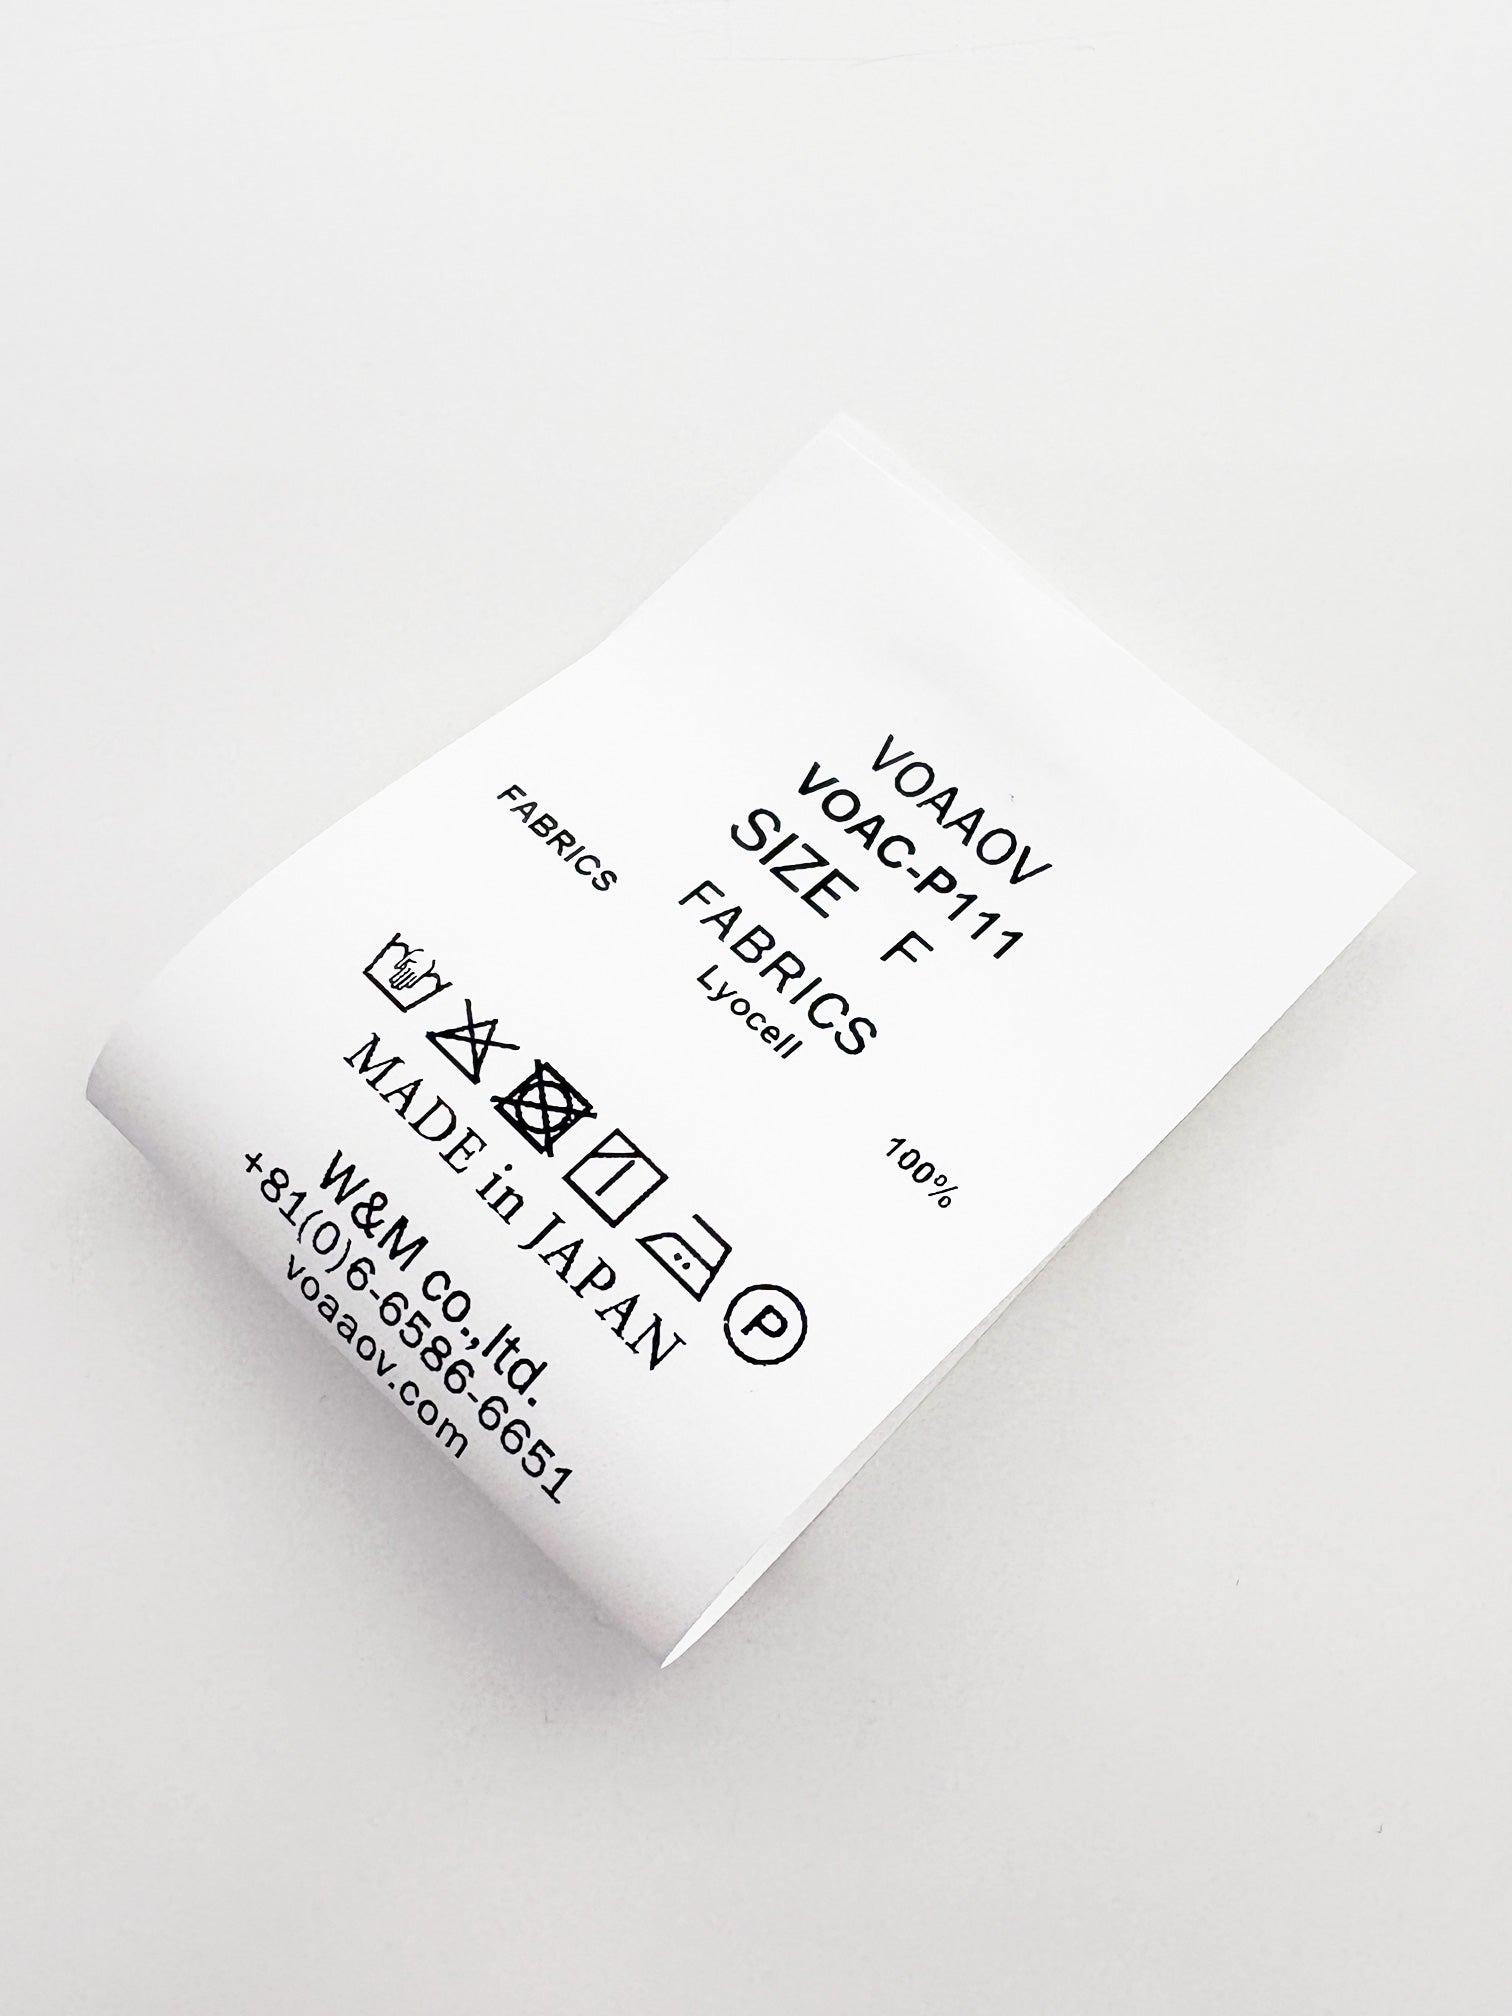 VOAAOV
VOAC-P111
SIZE F
FABRICS
Lyocell 100%
FABRICS
P
MADE in JAPAN
W&M co.,ltd.
+81(0)6-6586-6651
voaaov.com